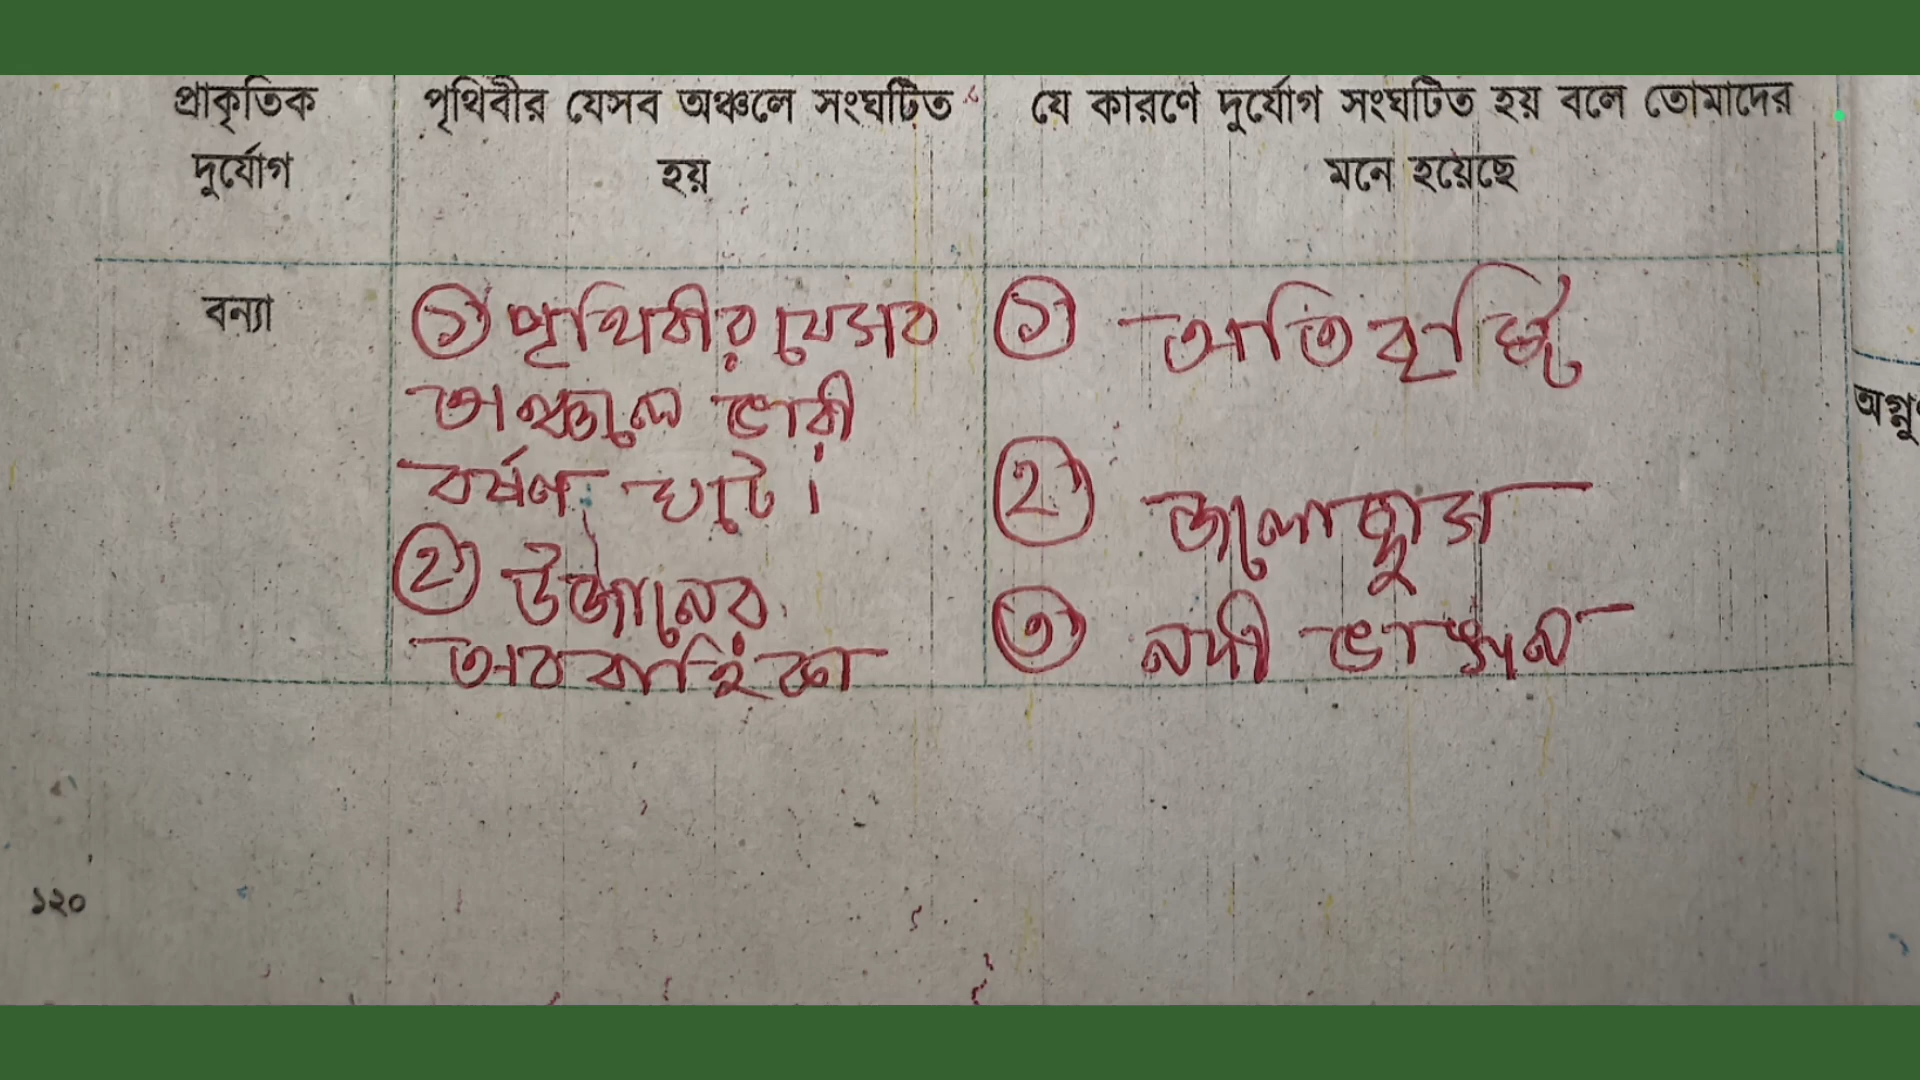 প্রাকৃতিক
দুর্যোগ
পৃথিবীর যেসব অঞ্চলে সংঘটিত
হয়
যে কারণে দুর্যোগ সংঘটিত হয় বলে তোমাদের
মনে হয়েছে
বন্যা
১ পৃথিবীর যেসব
অঞ্চলে ভারী
বর্ষণ ঘটে।
২ উজানের
অববাহিকা
১ অতিবৃষ্টি
২ জলোচ্ছ্বাস
৩ নদী ভাঙ্গন
১২০